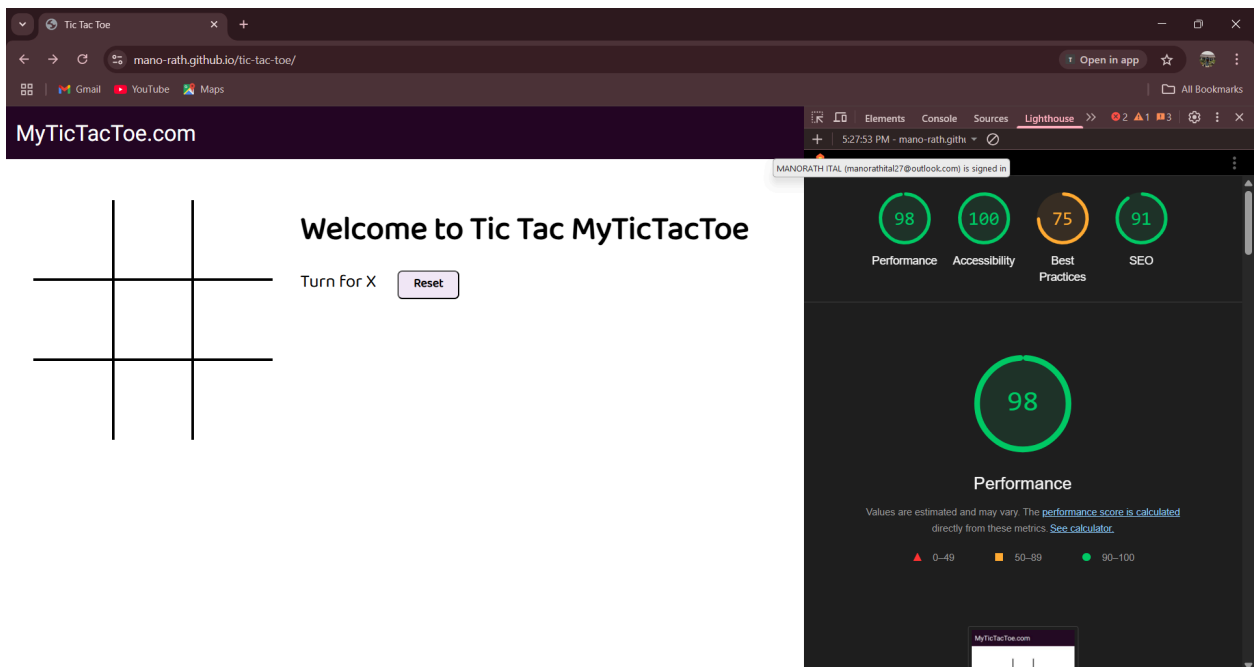 Tic Tac Toe
mano-rath.github.io/tic-tac-toe/
Open in app
Gmail
YouTube
Maps
All Bookmarks
MyTicTacToe.com
Welcome to Tic Tac MyTicTacToe
Turn for X
Reset
Elements Console Sources Lighthouse 2 1 3
5:27:53 PM - mano-rath.githu
MANORATH ITAL (manorathital27@outlook.com) is signed in
98 100 75 91
Performance Accessibility Best Practices SEO
98
Performance
Values are estimated and may vary. The performance score is calculated
directly from these metrics. See calculator.
0–49 50–89 90–100
MyTicTacToe.com